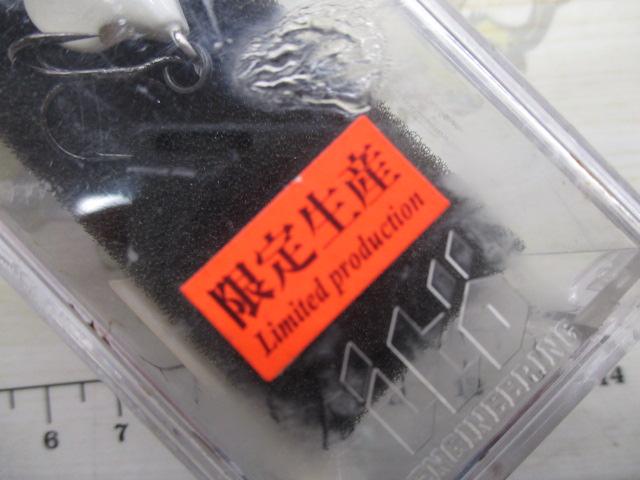 限定生産
Limited production
ENGINEERING
6 7
14